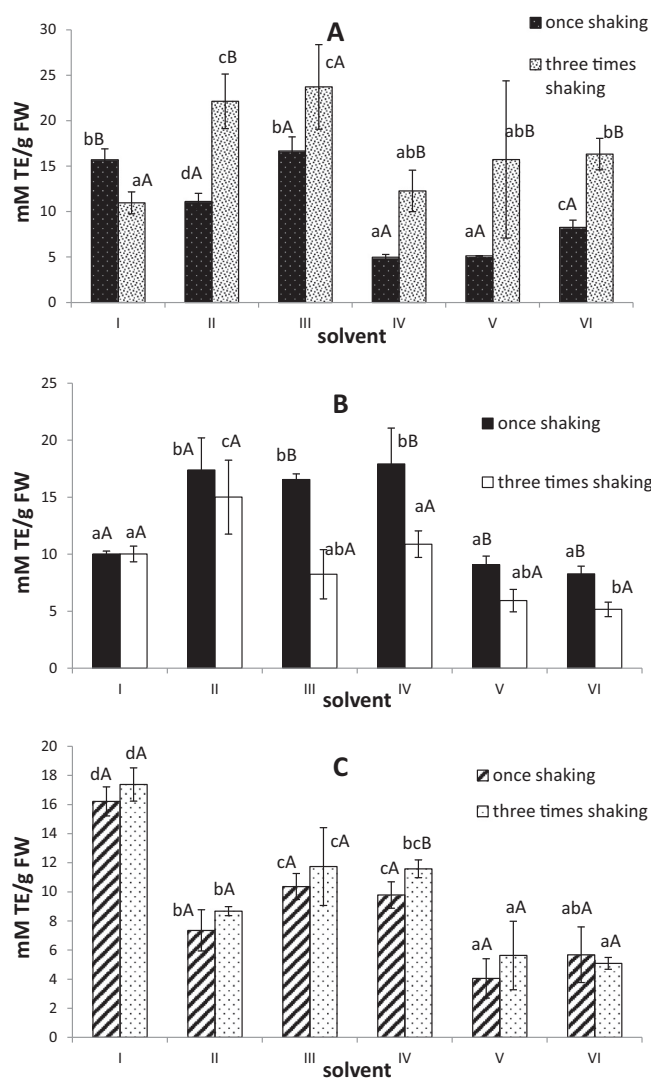 A
once shaking
three times
shaking
mM TE/g FW
30
25
20
15
10
5
0
bB
aA
dA
cB
bA
cA
aA
abB
aA
abB
cA
bB
I
II
III
IV
V
VI
solvent
B
once shaking
three times shaking
mM TE/g FW
25
20
15
10
5
0
aA
aA
bA
cA
bB
abA
bB
aA
aB
abA
aB
bA
I
II
III
IV
V
VI
solvent
C
once shaking
three times shaking
mM TE/g FW
20
18
16
14
12
10
8
6
4
2
0
dA
dA
bA
bA
cA
cA
cA
bcB
aA
aA
abA
aA
I
II
III
IV
V
VI
solvent